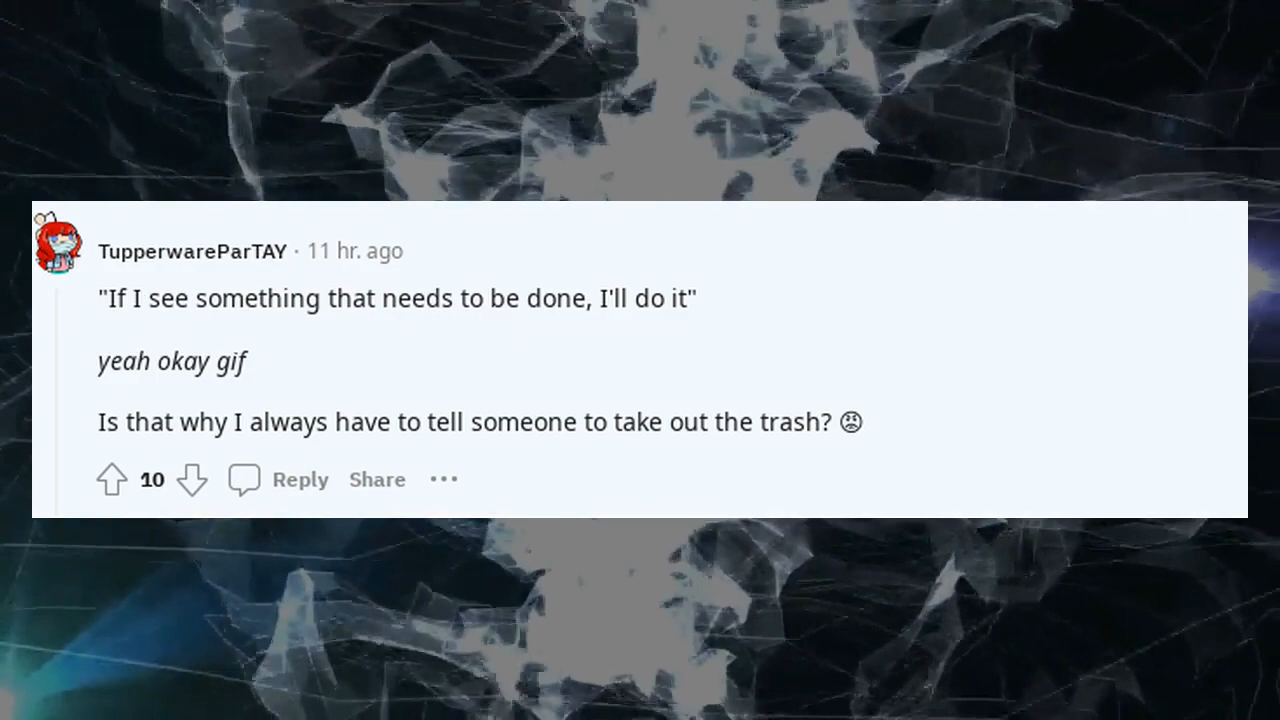 TupperwareParTAY · 11 hr. ago
"If I see something that needs to be done, I'll do it"
yeah okay gif
Is that why I always have to tell someone to take out the trash? 😡
10 Reply Share •••